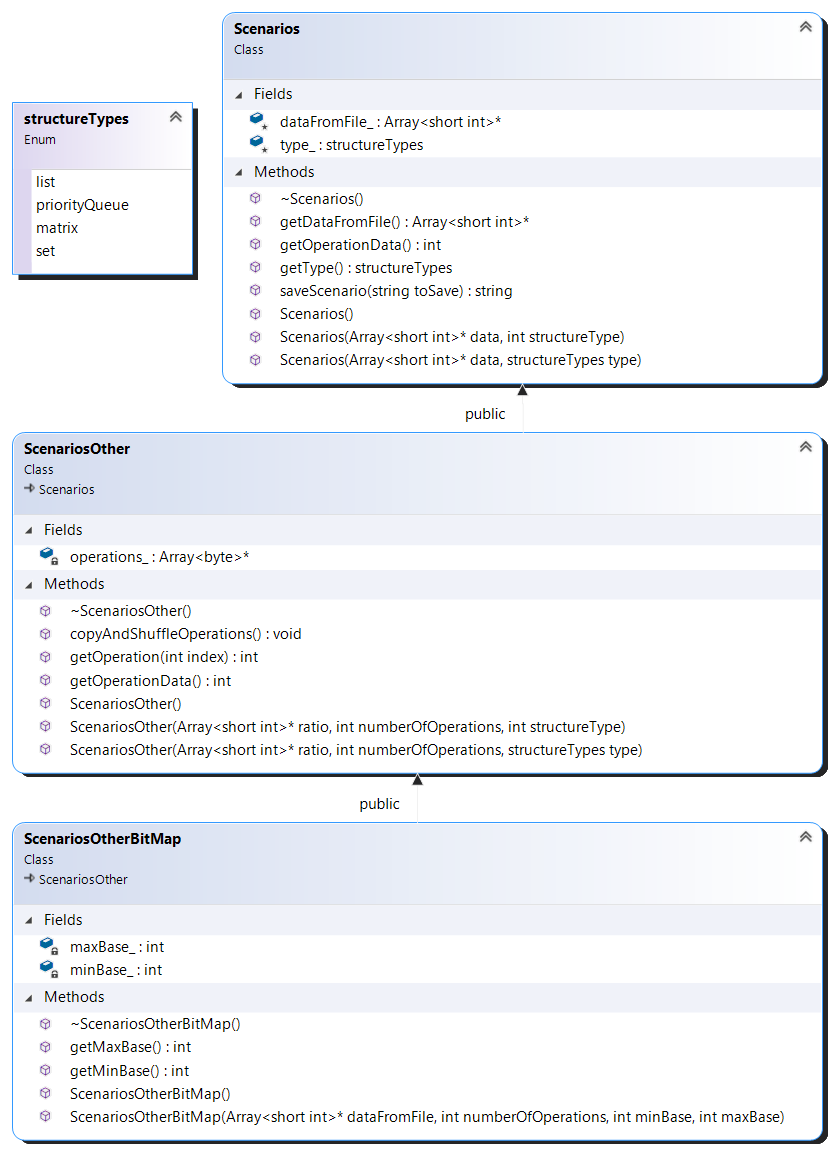 Scenarios
Class
Fields
dataFromFile_ : Array<short int>*
type_ : structureTypes
Methods
~Scenarios()
getDataFromFile() : Array<short int>*
getOperationData() : int
getType() : structureTypes
saveScenario(string toSave) : string
Scenarios()
Scenarios(Array<short int>* data, int structureType)
Scenarios(Array<short int>* data, structureTypes type)
structureTypes
Enum
list
priorityQueue
matrix
set
public
ScenariosOther
Class
Scenarios
Fields
operations_ : Array<byte>*
Methods
~ScenariosOther()
copyAndShuffleOperations() : void
getOperation(int index) : int
getOperationData() : int
ScenariosOther()
ScenariosOther(Array<short int>* ratio, int numberOfOperations, int structureType)
ScenariosOther(Array<short int>* ratio, int numberOfOperations, structureTypes type)
public
ScenariosOtherBitMap
Class
ScenariosOther
Fields
maxBase_ : int
minBase_ : int
Methods
~ScenariosOtherBitMap()
getMaxBase() : int
getMinBase() : int
ScenariosOtherBitMap()
ScenariosOtherBitMap(Array<short int>* dataFromFile, int numberOfOperations, int minBase, int maxBase)